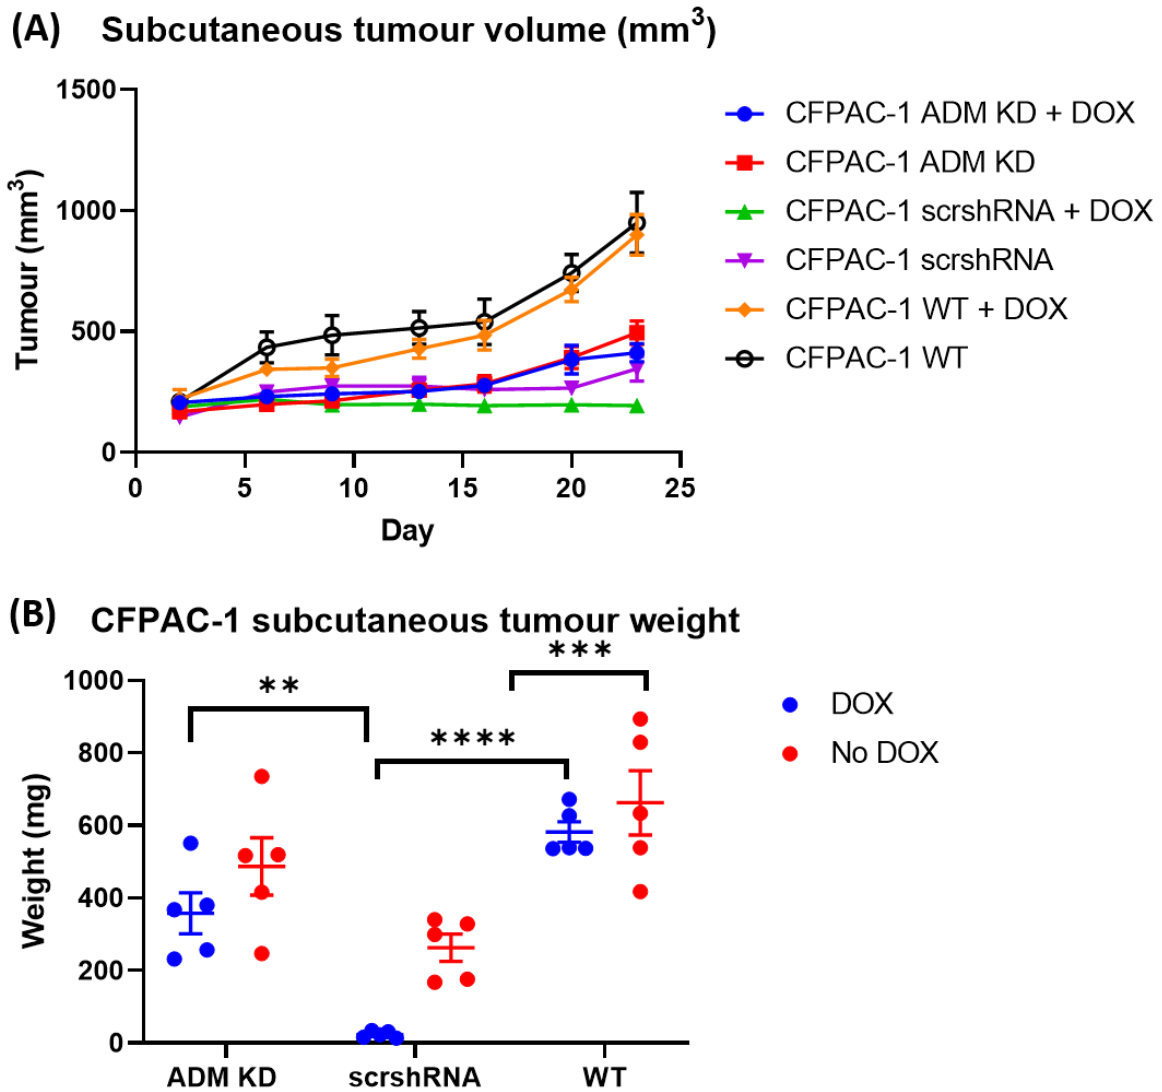 (A) Subcutaneous tumour volume (mm³)
1500
1000
500
0
Tumour (mm³)
0 5 10 15 20 25
Day
CFPAC-1 ADM KD + DOX
CFPAC-1 ADM KD
CFPAC-1 scrshRNA + DOX
CFPAC-1 scrshRNA
CFPAC-1 WT + DOX
CFPAC-1 WT
(B) CFPAC-1 subcutaneous tumour weight
1000
800
600
400
200
0
Weight (mg)
**
****
***
ADM KD scrshRNA WT
DOX
No DOX